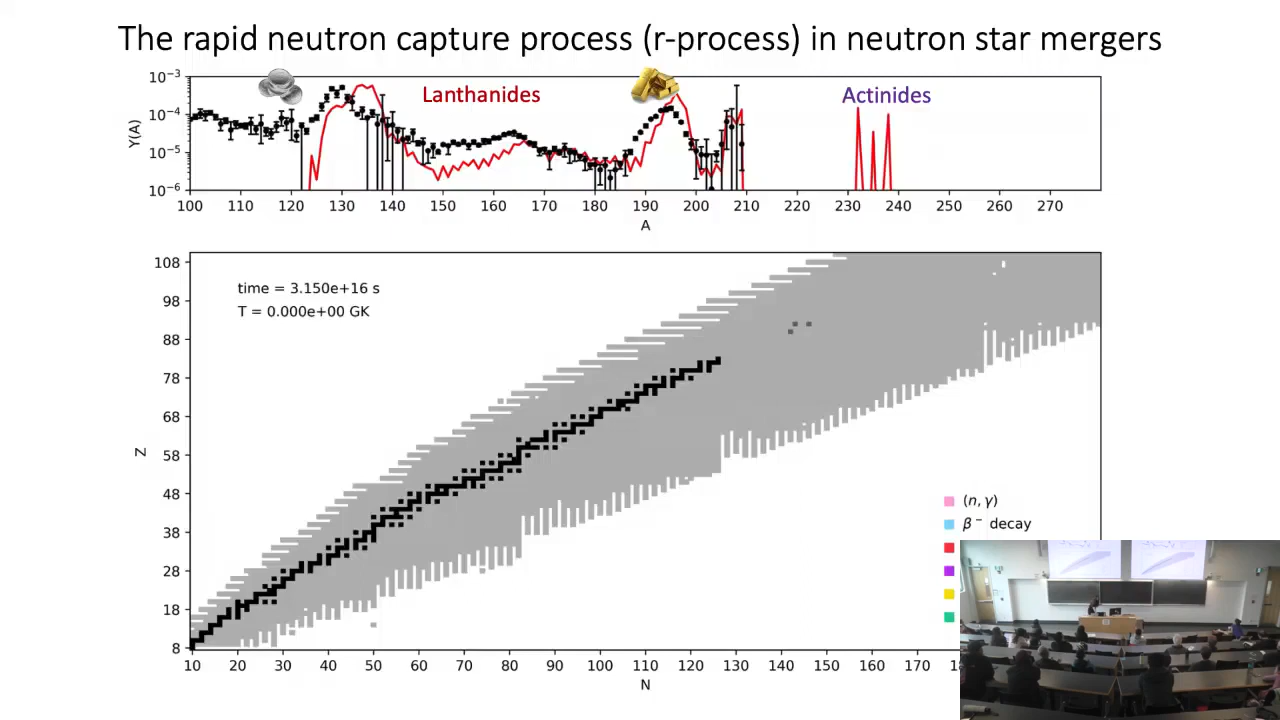 The rapid neutron capture process (r-process) in neutron star mergers
10⁻³
10⁻⁴
10⁻⁵
10⁻⁶
Y(A)
Lanthanides
Actinides
100 110 120 130 140 150 160 170 180 190 200 210 220 230 240 250 260 270
A
108
98
88
78
68
58
48
38
28
18
8
Z
time = 3.150e+16 s
T = 0.000e+00 GK
(n, γ)
β⁻ decay
10 20 30 40 50 60 70 80 90 100 110 120 130 140 150 160 170
N